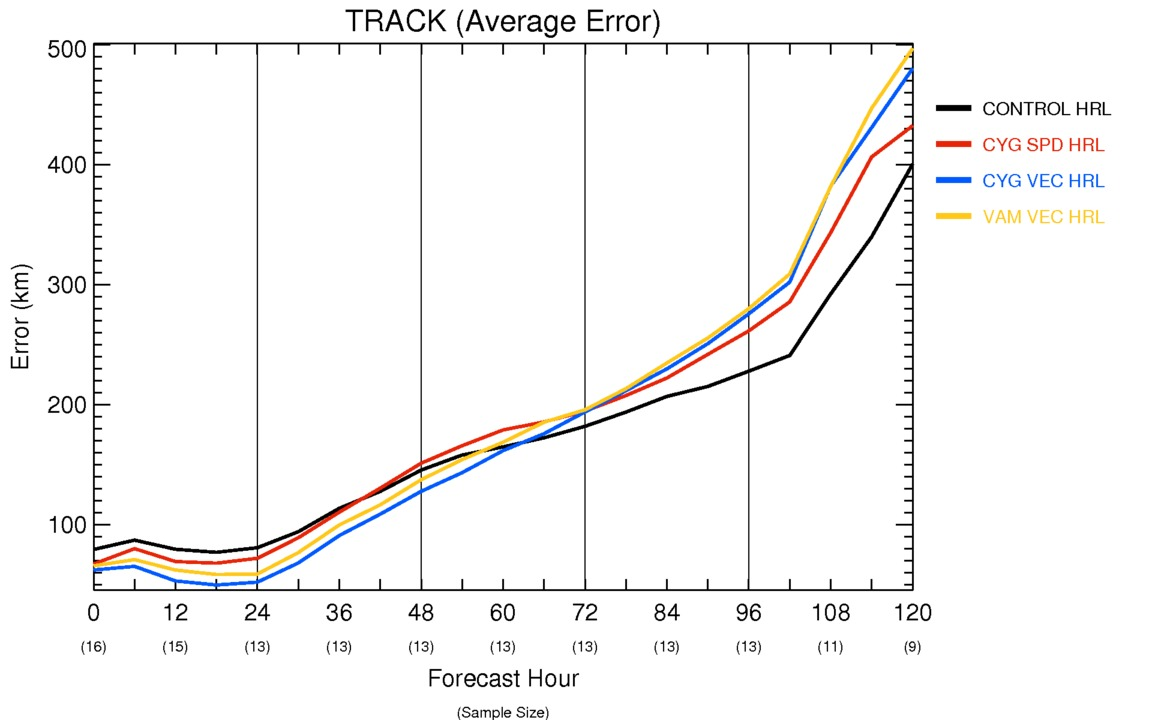 TRACK (Average Error)
500
400
300
200
100
Error (km)
0 12 24 36 48 60 72 84 96 108 120
(16) (15) (13) (13) (13) (13) (13) (13) (13) (11) (9)
Forecast Hour
(Sample Size)
CONTROL HRL
CYG SPD HRL
CYG VEC HRL
VAM VEC HRL